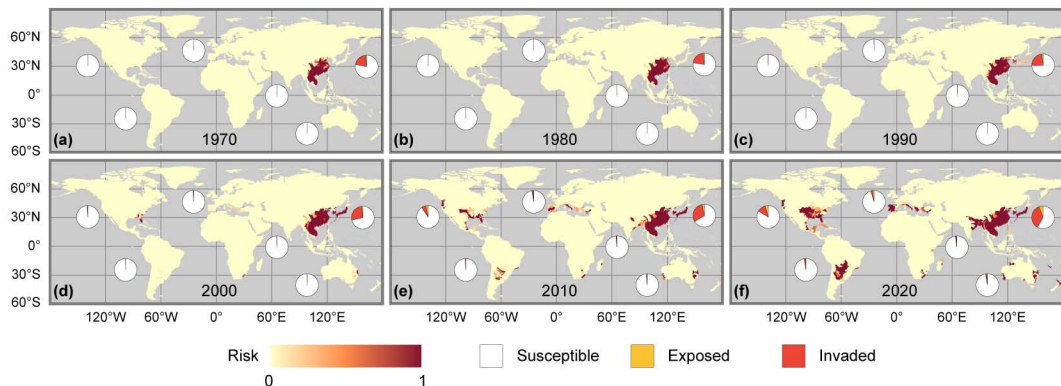 60°N
30°N
0°
30°S
60°S
(a) 1970
(b) 1980
(c) 1990
60°N
30°N
0°
30°S
60°S
(d) 2000
(e) 2010
(f) 2020
120°W 60°W 0° 60°E 120°E 120°W 60°W 0° 60°E 120°E 120°W 60°W 0° 60°E 120°E
Risk Susceptible Exposed Invaded
0 1